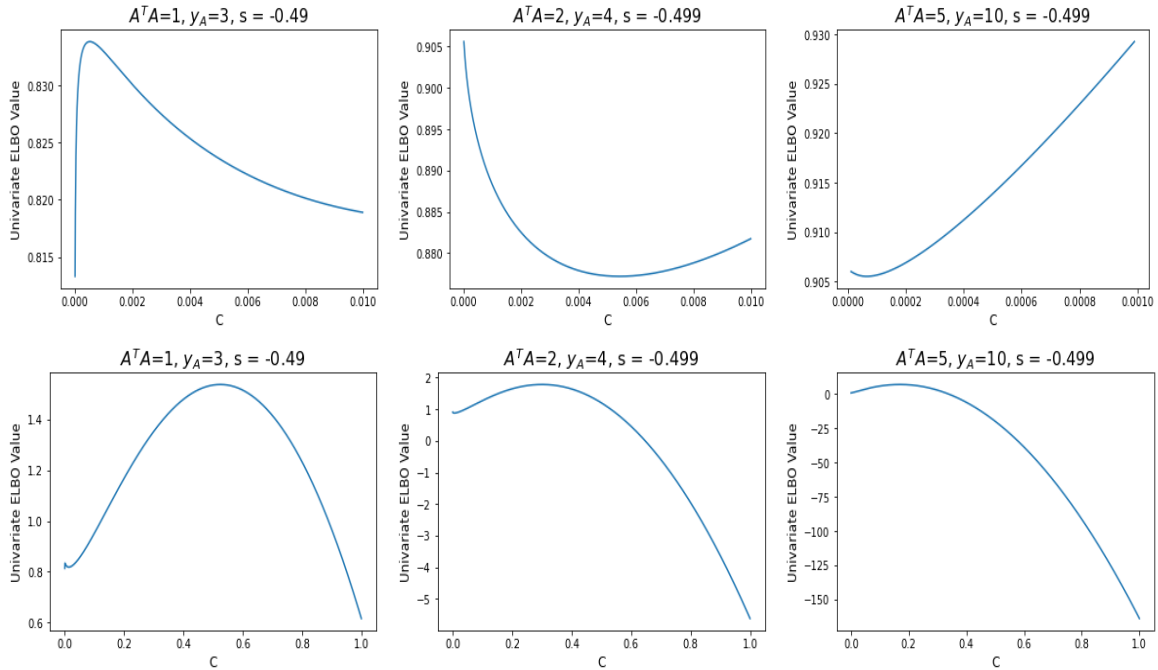 A^T A=1, y_A=3, s = -0.49
Univariate ELBO Value
0.830
0.825
0.820
0.815
0.000 0.002 0.004 0.006 0.008 0.010
C
A^T A=2, y_A=4, s = -0.499
Univariate ELBO Value
0.905
0.900
0.895
0.890
0.885
0.880
0.000 0.002 0.004 0.006 0.008 0.010
C
A^T A=5, y_A=10, s = -0.499
Univariate ELBO Value
0.930
0.925
0.920
0.915
0.910
0.905
0.0000 0.0002 0.0004 0.0006 0.0008 0.0010
C
A^T A=1, y_A=3, s = -0.49
Univariate ELBO Value
1.4
1.2
1.0
0.8
0.6
0.0 0.2 0.4 0.6 0.8 1.0
C
A^T A=2, y_A=4, s = -0.499
Univariate ELBO Value
2
1
0
−1
−2
−3
−4
−5
0.0 0.2 0.4 0.6 0.8 1.0
C
A^T A=5, y_A=10, s = -0.499
Univariate ELBO Value
0
−25
−50
−75
−100
−125
−150
0.0 0.2 0.4 0.6 0.8 1.0
C